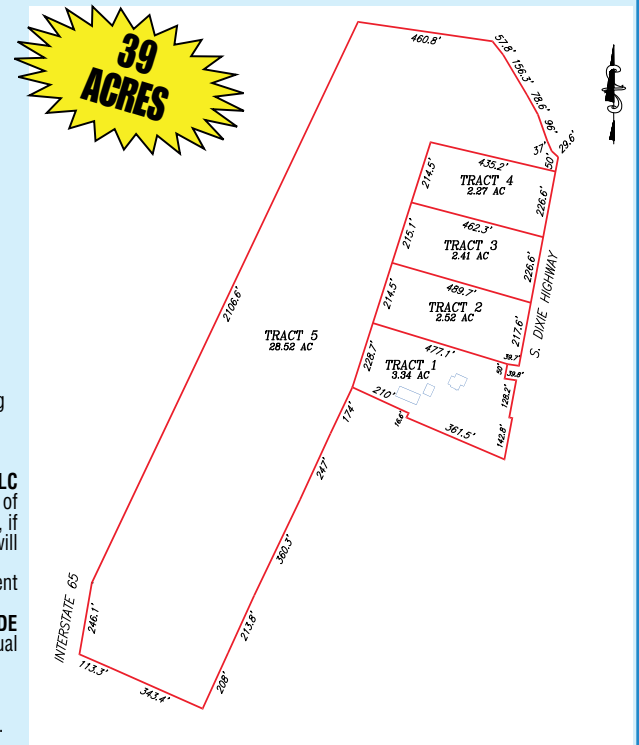 39
ACRES
460.8'
57.8'
156.3'
78.6'
96'
37'
29.6'
50'
435.2'
214.5'
TRACT 4
2.27 AC
226.6'
462.3'
215.1'
TRACT 3
2.41 AC
226.6'
S. DIXIE HIGHWAY
489.7'
214.5'
TRACT 2
2.52 AC
217.6'
2106.6'
TRACT 5
28.52 AC
477.1'
228.7'
TRACT 1
3.34 AC
39.7'
50'
39.8'
128.2'
210'
16.6'
361.5'
142.8'
174'
247'
360.3'
213.8'
208'
INTERSTATE 65
246.1'
113.3'
343.4'
g
LC
of
, if
will
ent
DE
ual
.